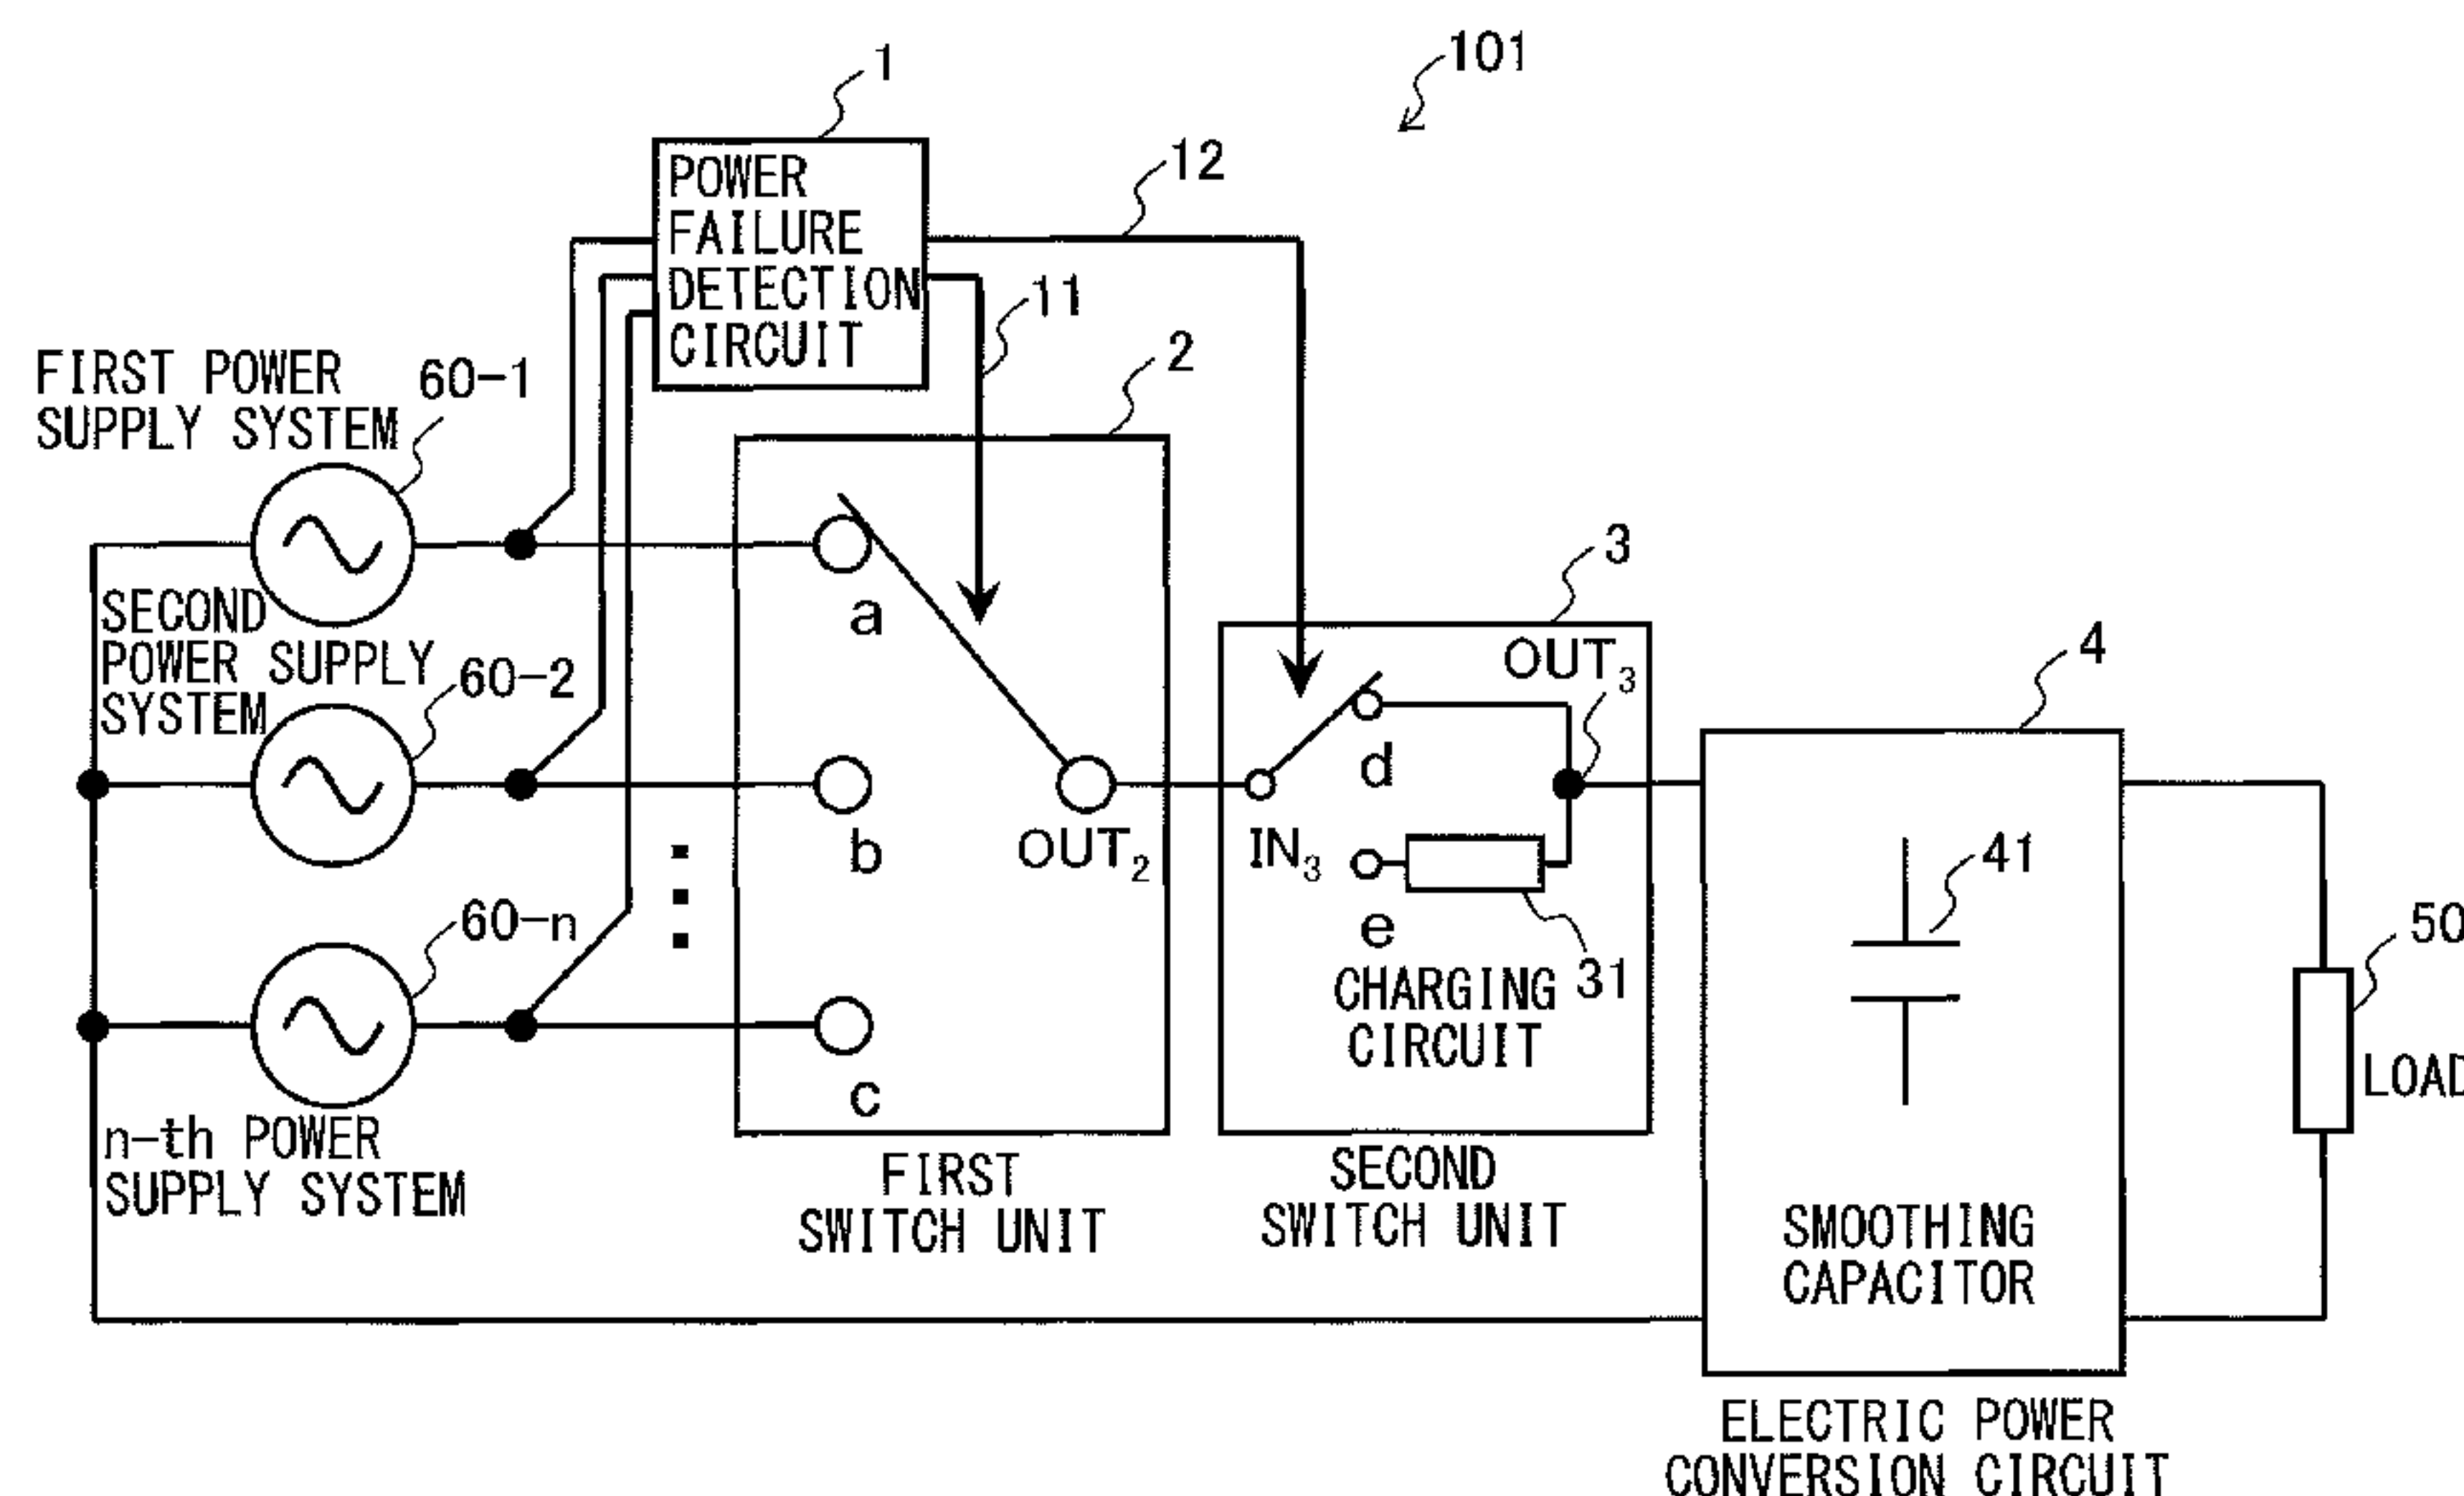 101
1
12
POWER
FAILURE
DETECTION
CIRCUIT
11
2
FIRST POWER
SUPPLY SYSTEM
60-1
3
a
SECOND
POWER SUPPLY
SYSTEM
60-2
OUT3
4
d
b
OUT2
IN3
41
60-n
e
50
CHARGING
CIRCUIT
31
LOAD
c
n-th POWER
SUPPLY SYSTEM
FIRST
SWITCH UNIT
SECOND
SWITCH UNIT
SMOOTHING
CAPACITOR
ELECTRIC POWER
CONVERSION CIRCUIT